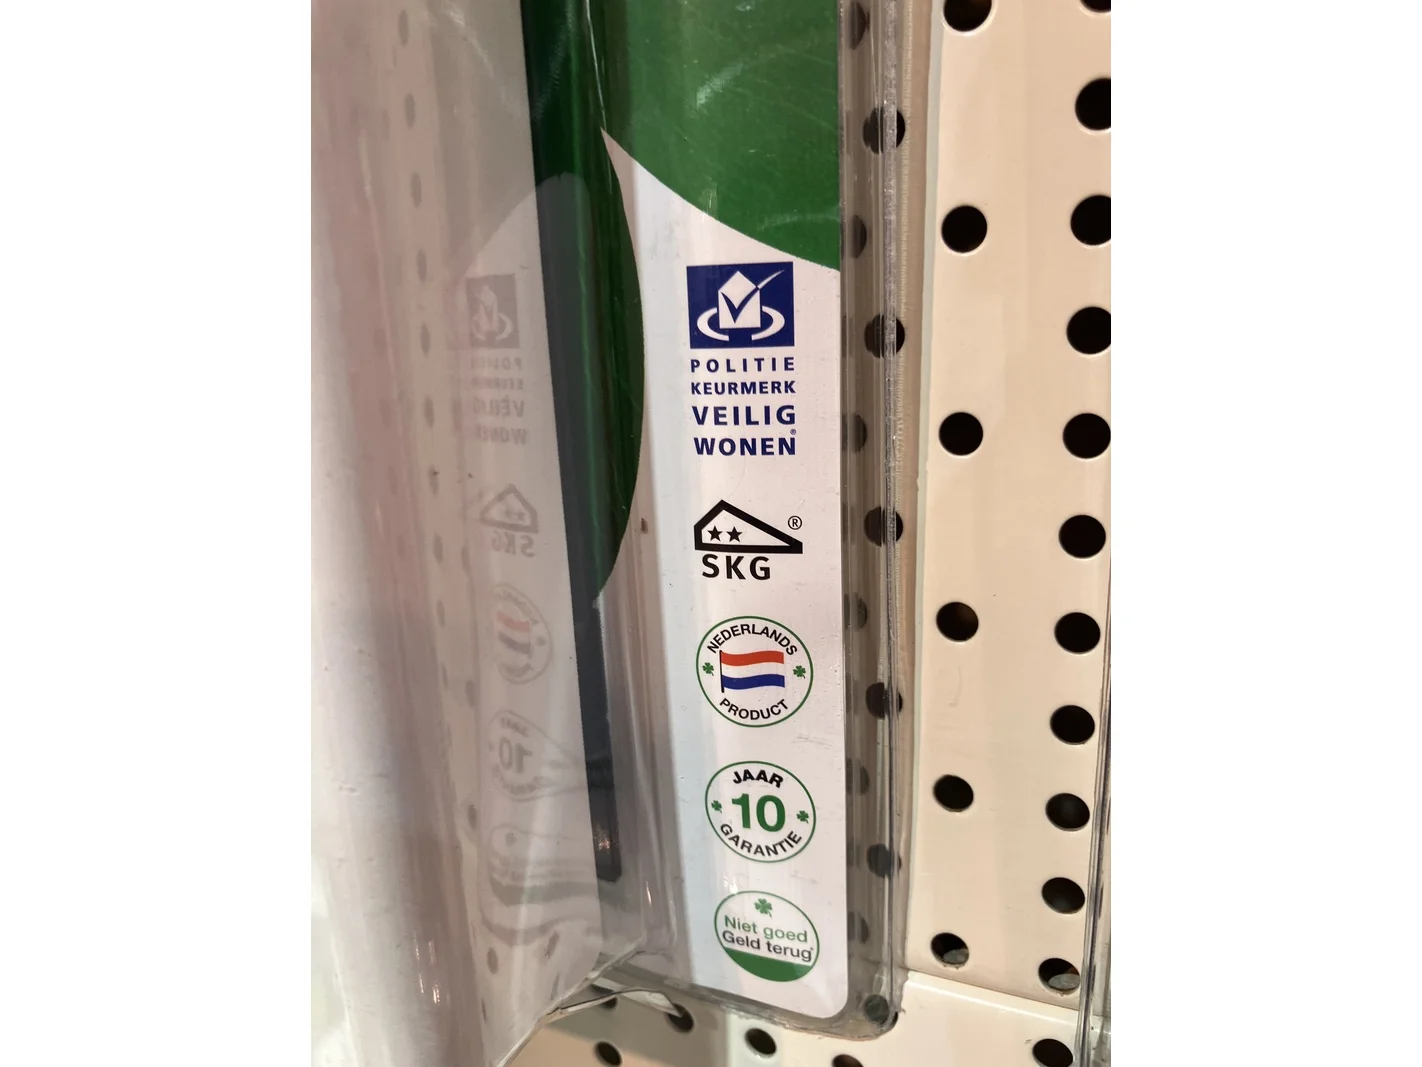 POLITIE
KEURMERK
VEILIG
WONEN®
®
SKG
NEDERLANDS
PRODUCT
JAAR
10
GARANTIE
Niet goed
Geld terug*